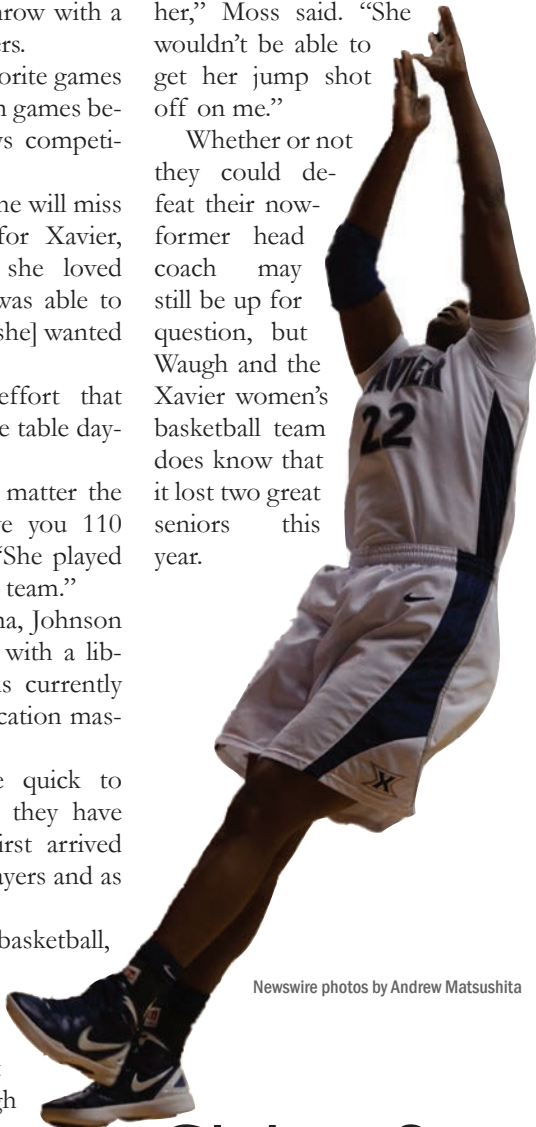 row with a
rs.
orite games
n games be-
s competi-
ne will miss
for Xavier,
she loved
was able to
she] wanted
effort that
e table day-
matter the
e you 110
“She played
team.”
na, Johnson
with a lib-
s currently
cation mas-
e quick to
they have
irst arrived
ayers and as
basketball,
gh
her,” Moss said. “She
wouldn’t be able to
get her jump shot
off on me.”
Whether or not
they could de-
feat their now-
former head
coach may
still be up for
question, but
Waugh and the
Xavier women’s
basketball team
does know that
it lost two great
seniors this
year.
XAVIER
22
X
Newswire photos by Andrew Matsushita